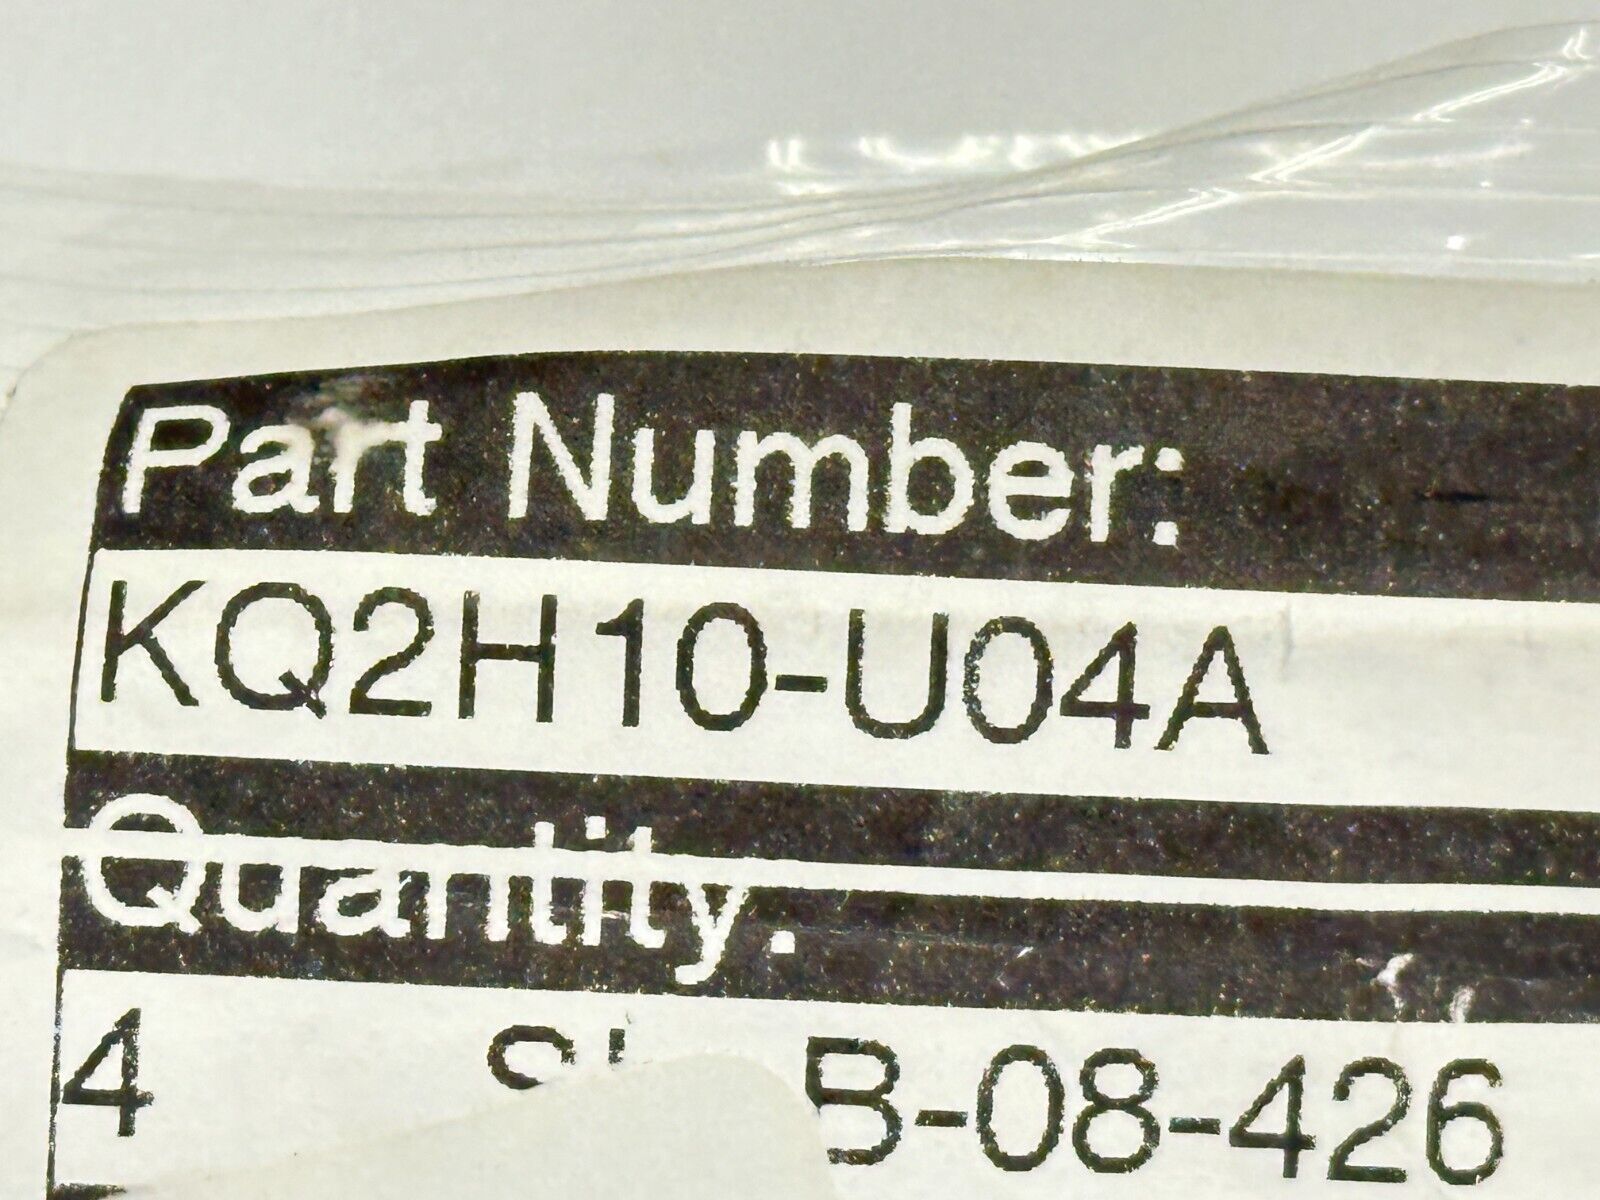 Part Number:
KQ2H10-U04A
Quantity:
4 B-08-426